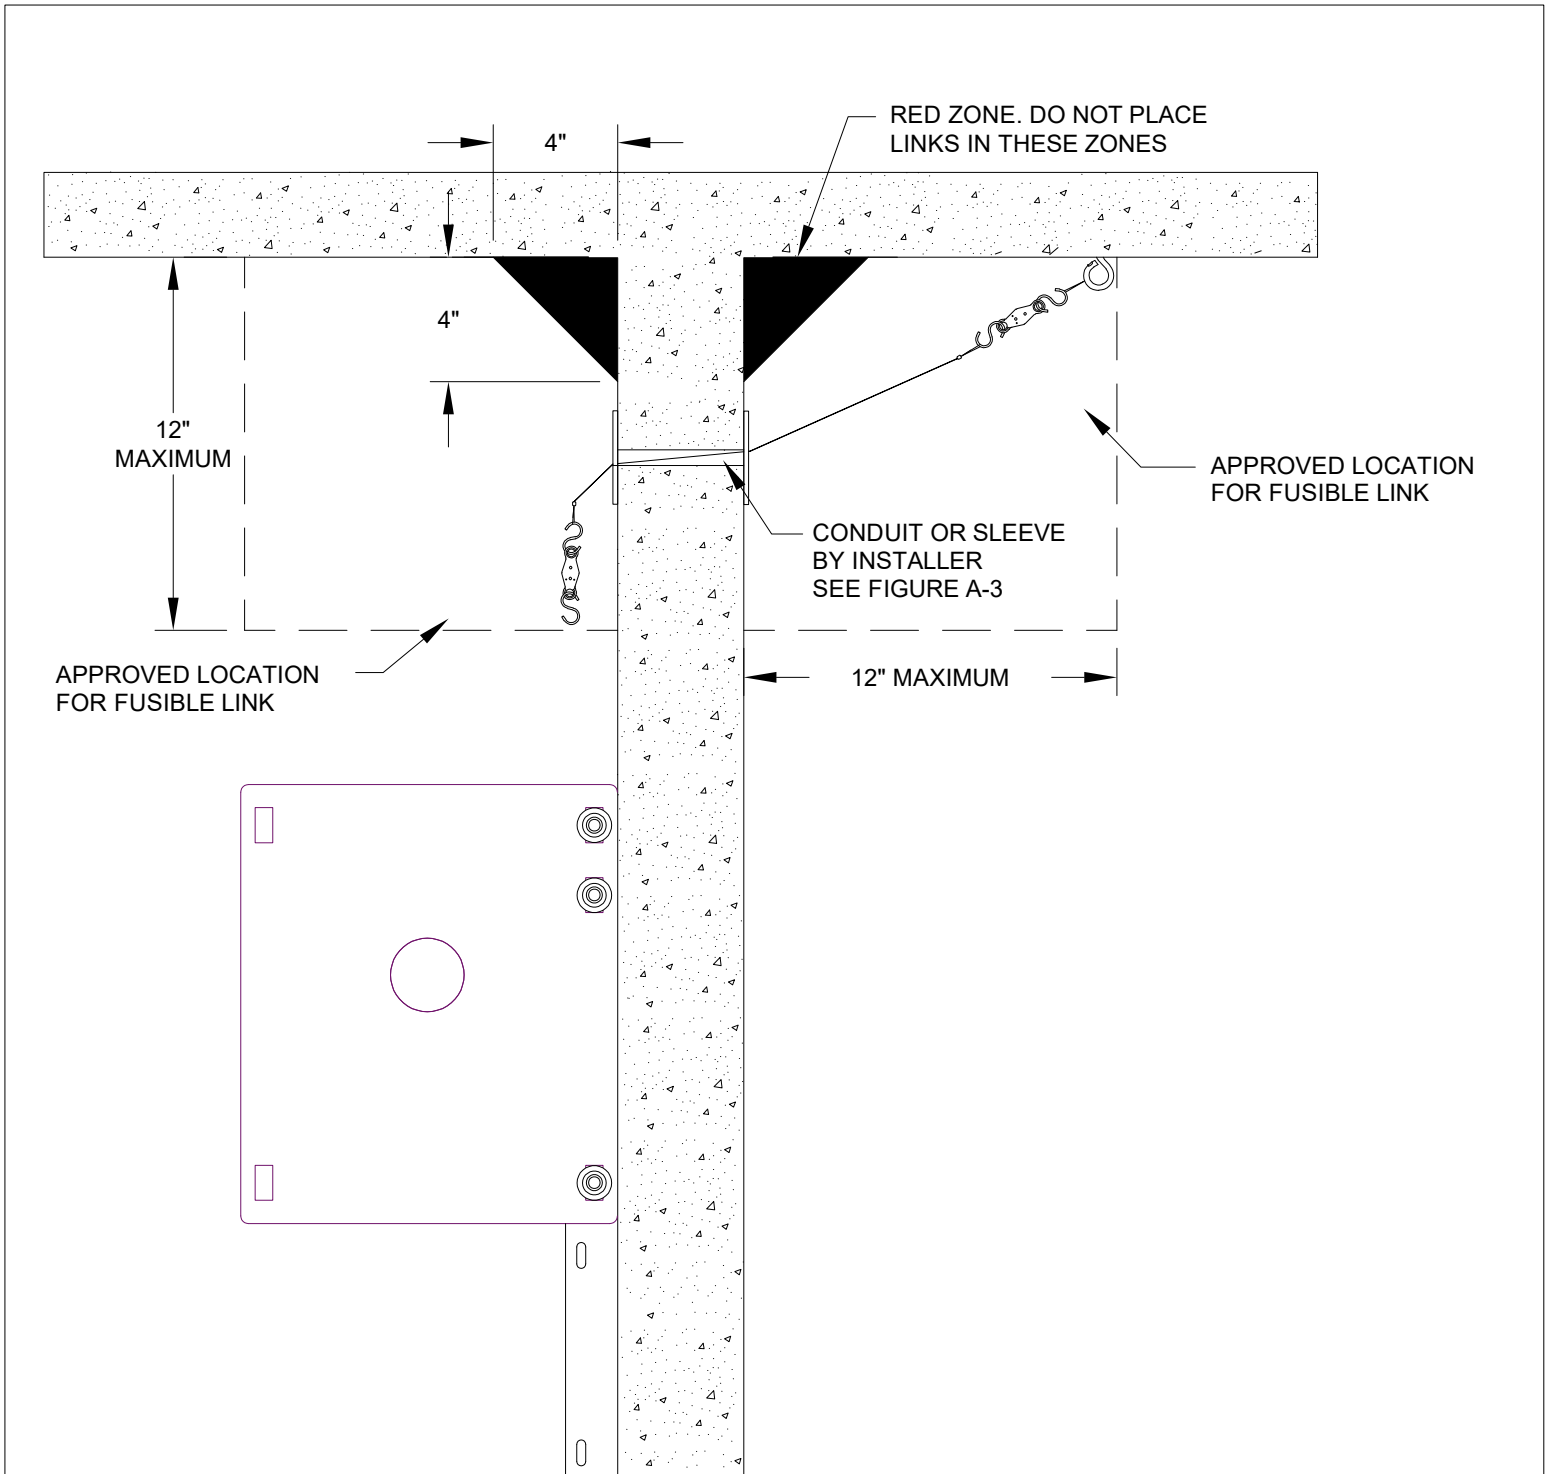 4"
RED ZONE. DO NOT PLACE
LINKS IN THESE ZONES
4"
12"
MAXIMUM
APPROVED LOCATION
FOR FUSIBLE LINK
CONDUIT OR SLEEVE
BY INSTALLER
SEE FIGURE A-3
APPROVED LOCATION
FOR FUSIBLE LINK
12" MAXIMUM